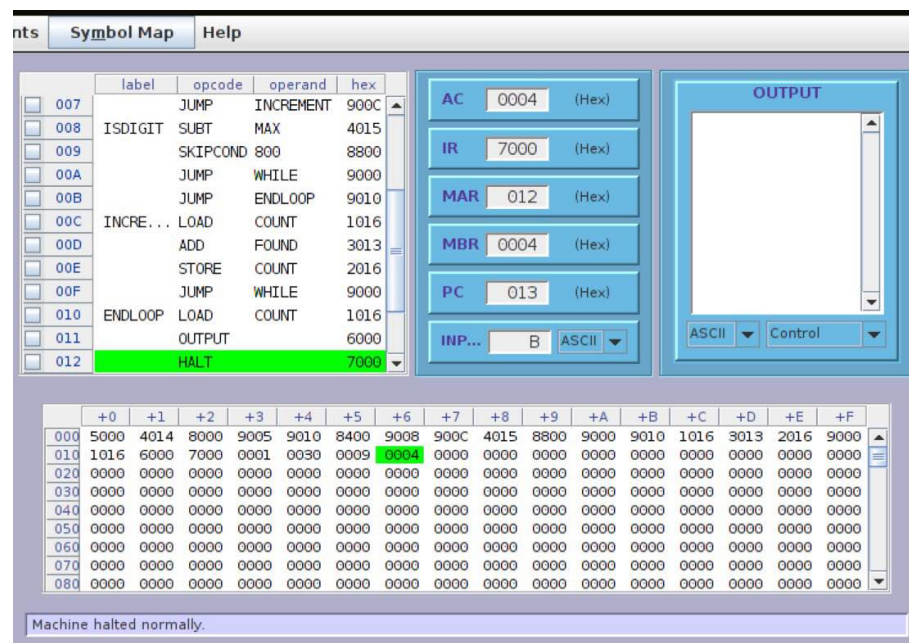 nts Symbol Map Help
label opcode operand hex
007 JUMP INCREMENT 900C
008 ISDIGIT SUBT MAX 4015
009 SKIPCOND 800 8800
00A JUMP WHILE 9000
00B JUMP ENDLOOP 9010
00C INCRE... LOAD COUNT 1016
00D ADD FOUND 3013
00E STORE COUNT 2016
00F JUMP WHILE 9000
010 ENDLOOP LOAD COUNT 1016
011 OUTPUT 6000
012 HALT 7000
AC 0004 (Hex)
IR 7000 (Hex)
MAR 012 (Hex)
MBR 0004 (Hex)
PC 013 (Hex)
INP... B ASCII
OUTPUT
ASCII Control
+0 +1 +2 +3 +4 +5 +6 +7 +8 +9 +A +B +C +D +E +F
000 5000 4014 8000 9005 9010 8400 9008 900C 4015 8800 9000 9010 1016 3013 2016 9000
010 1016 6000 7000 0001 0030 0009 0004 0000 0000 0000 0000 0000 0000 0000 0000 0000
020 0000 0000 0000 0000 0000 0000 0000 0000 0000 0000 0000 0000 0000 0000 0000 0000
030 0000 0000 0000 0000 0000 0000 0000 0000 0000 0000 0000 0000 0000 0000 0000 0000
040 0000 0000 0000 0000 0000 0000 0000 0000 0000 0000 0000 0000 0000 0000 0000 0000
050 0000 0000 0000 0000 0000 0000 0000 0000 0000 0000 0000 0000 0000 0000 0000 0000
060 0000 0000 0000 0000 0000 0000 0000 0000 0000 0000 0000 0000 0000 0000 0000 0000
070 0000 0000 0000 0000 0000 0000 0000 0000 0000 0000 0000 0000 0000 0000 0000 0000
080 0000 0000 0000 0000 0000 0000 0000 0000 0000 0000 0000 0000 0000 0000 0000 0000
Machine halted normally.